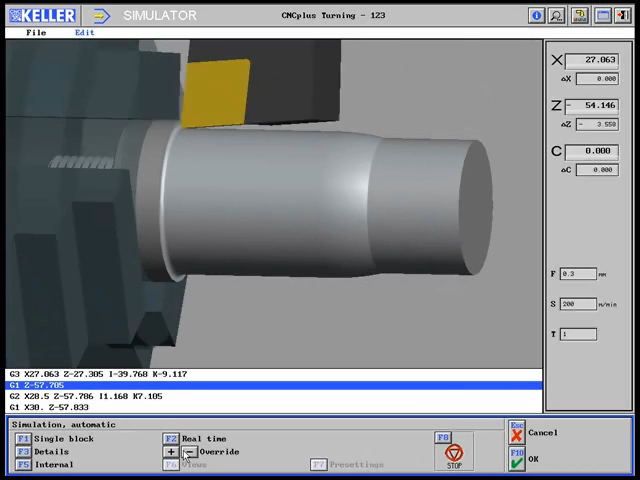 KELLER SIMULATOR CNCplus Turning - 123
File Edit
X 27.063
ΔX 0.000
Z - 54.146
ΔZ - 3.558
C 0.000
ΔC 0.000
F 0.3 mm
S 200 m/min
T 1
G3 X27.063 Z-27.305 I-39.768 K-9.117
G1 Z-57.705
G2 X28.5 Z-57.786 I1.168 K7.105
G1 X30. Z-57.833
Simulation, automatic
F1 Single block F2 Real time F8 STOP
F3 Details + - Override
F5 Internal F6 Views F7 Presettings
Esc Cancel
F10 OK